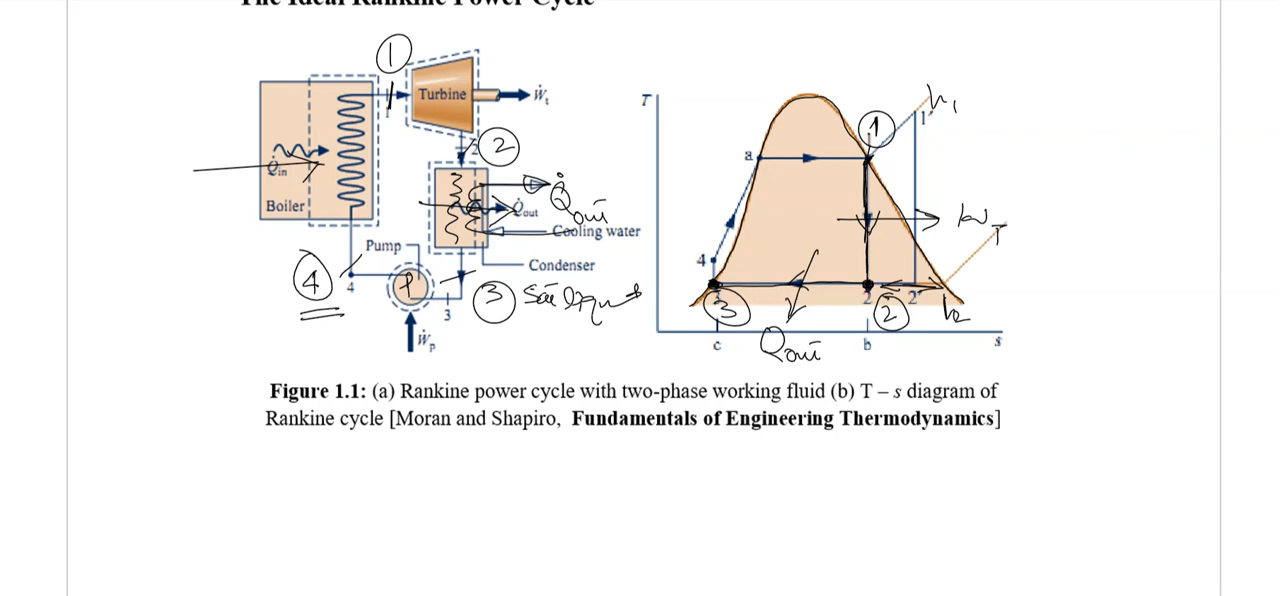 The Ideal Rankine Power Cycle
1
Turbine
Ẇt
2
Q̇in
Boiler
Q̇out
Q̇out
Cooling water
Pump
Condenser
4
4
P
3
3
Ẇp
T
h1
1
1'
a
WT
4
3
2
2'
2
h2
c
Qout
b
s
Figure 1.1: (a) Rankine power cycle with two-phase working fluid (b) T – s diagram of
Rankine cycle [Moran and Shapiro, Fundamentals of Engineering Thermodynamics]